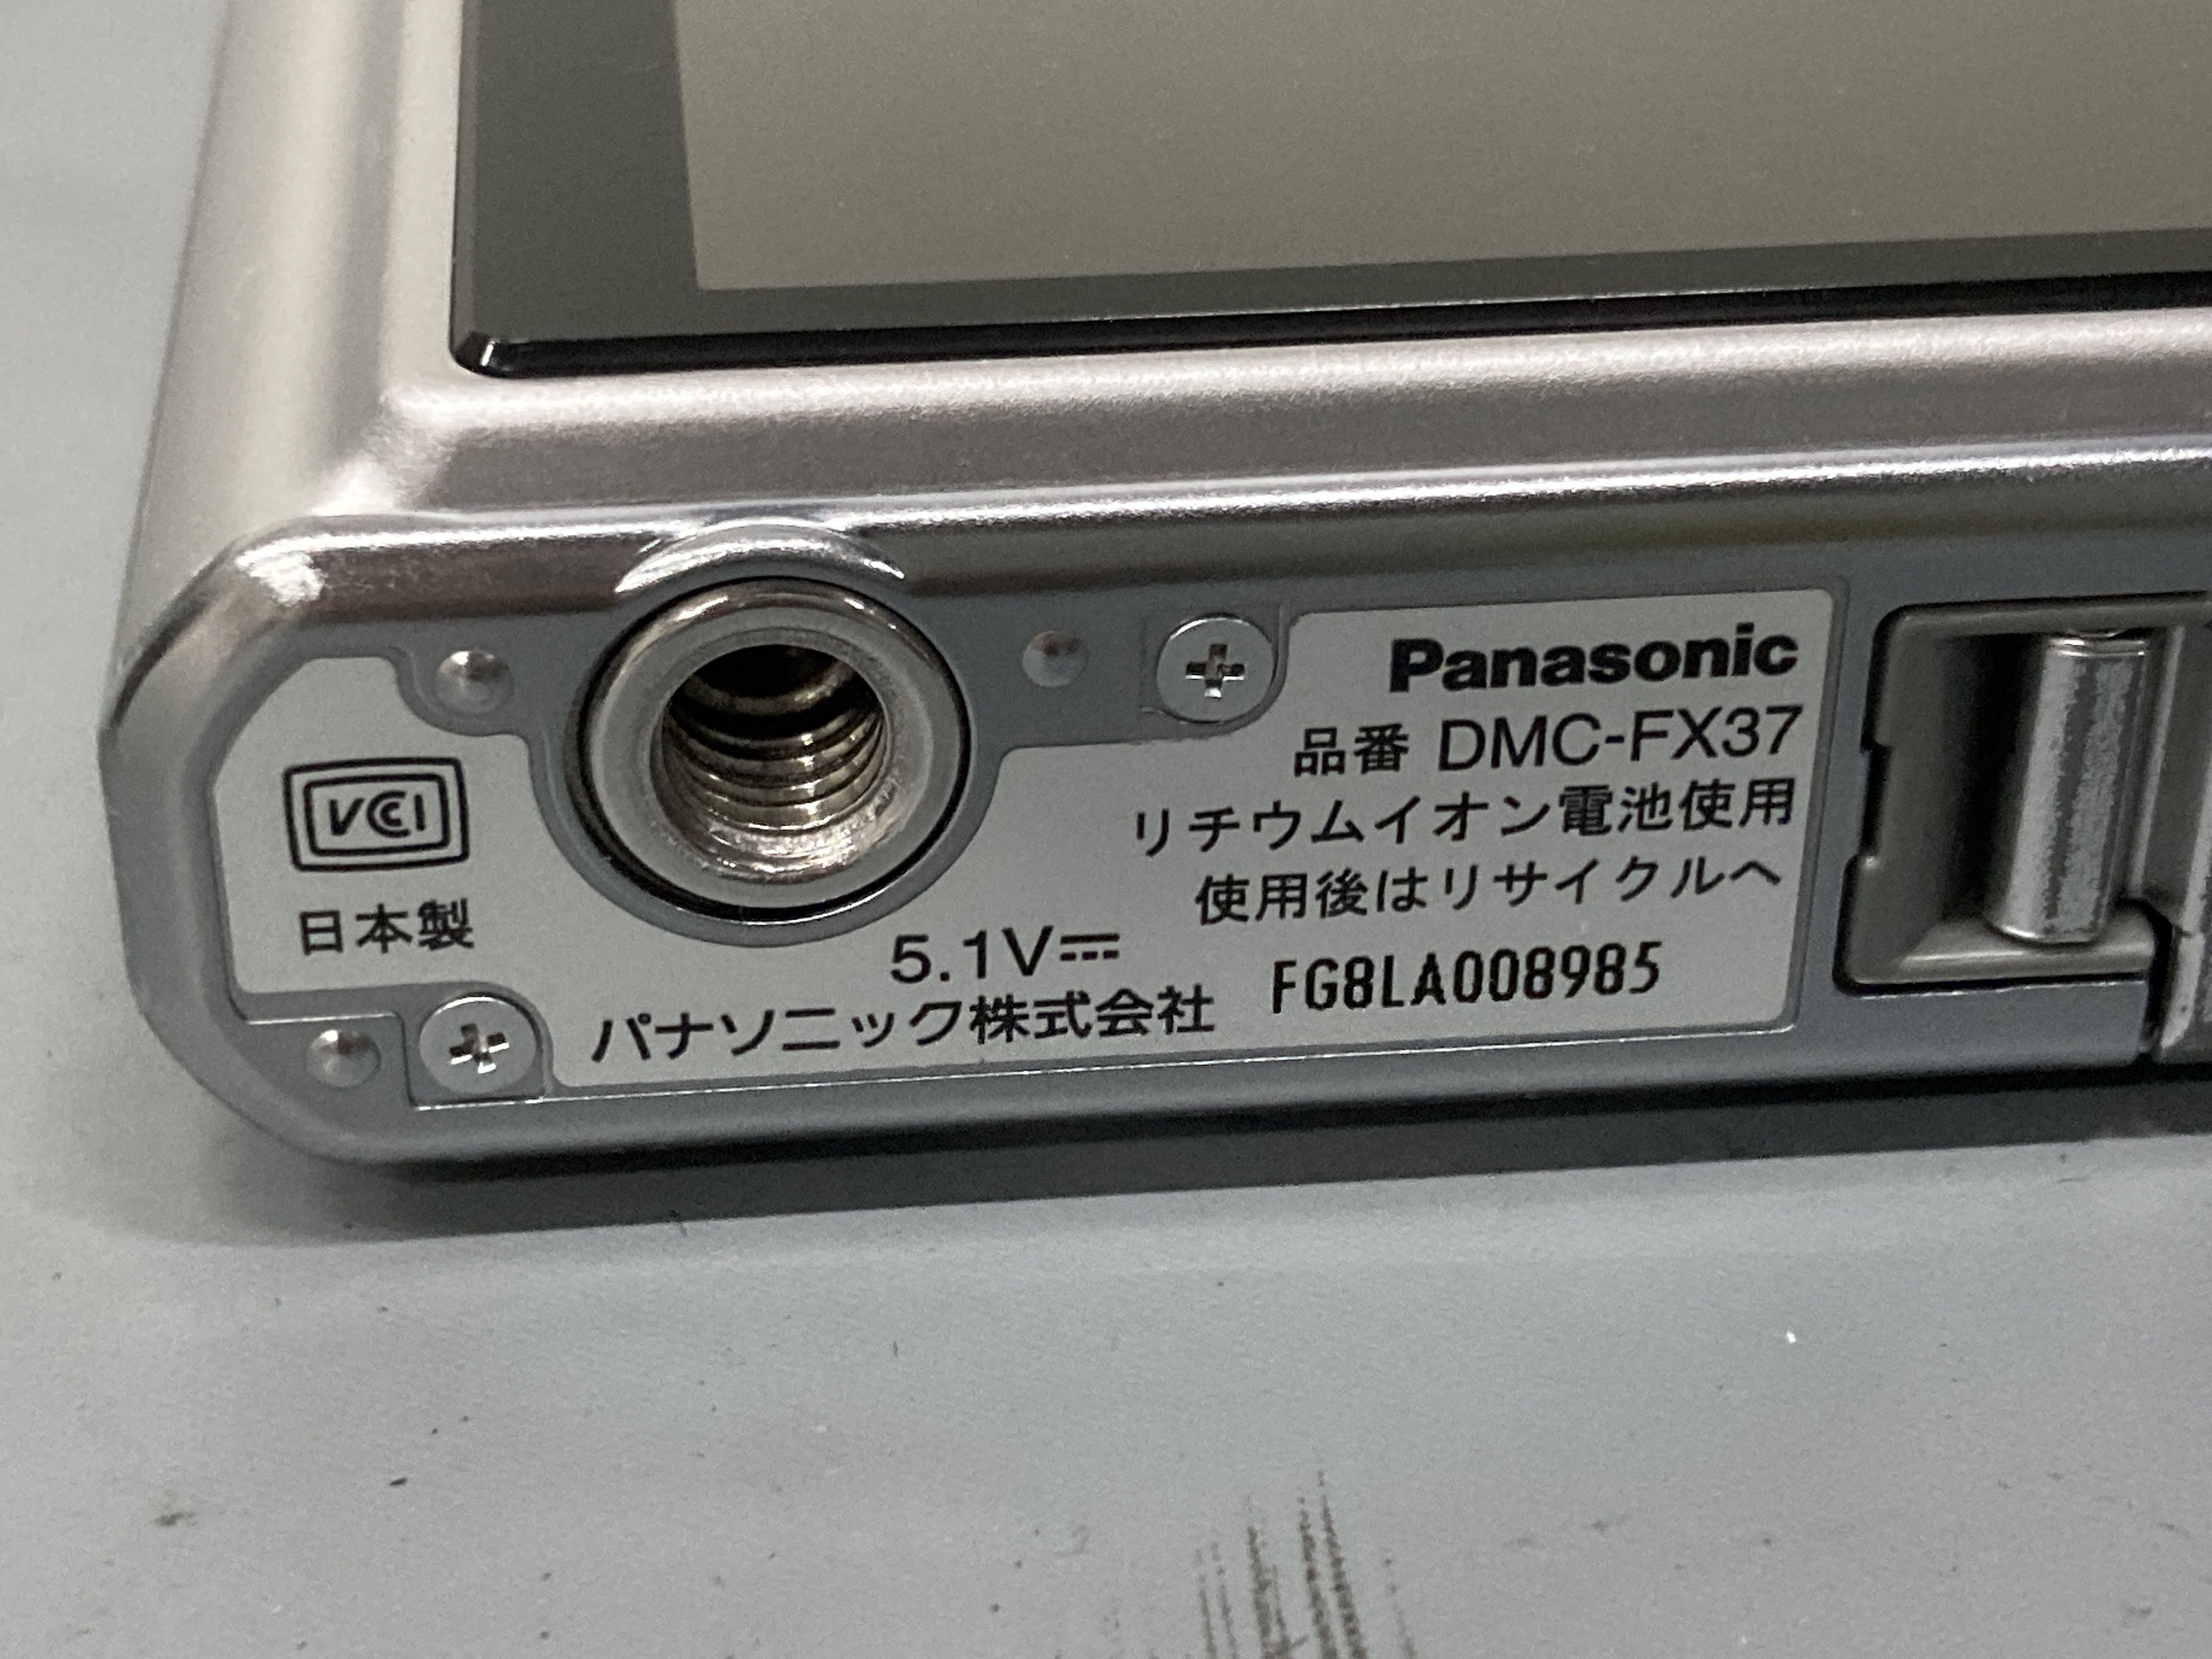 Panasonic
品番 DMC-FX37
リチウムイオン電池使用
使用後はリサイクルへ
VCCI
日本製
5.1V⎓
パナソニック株式会社 FG8LA008985